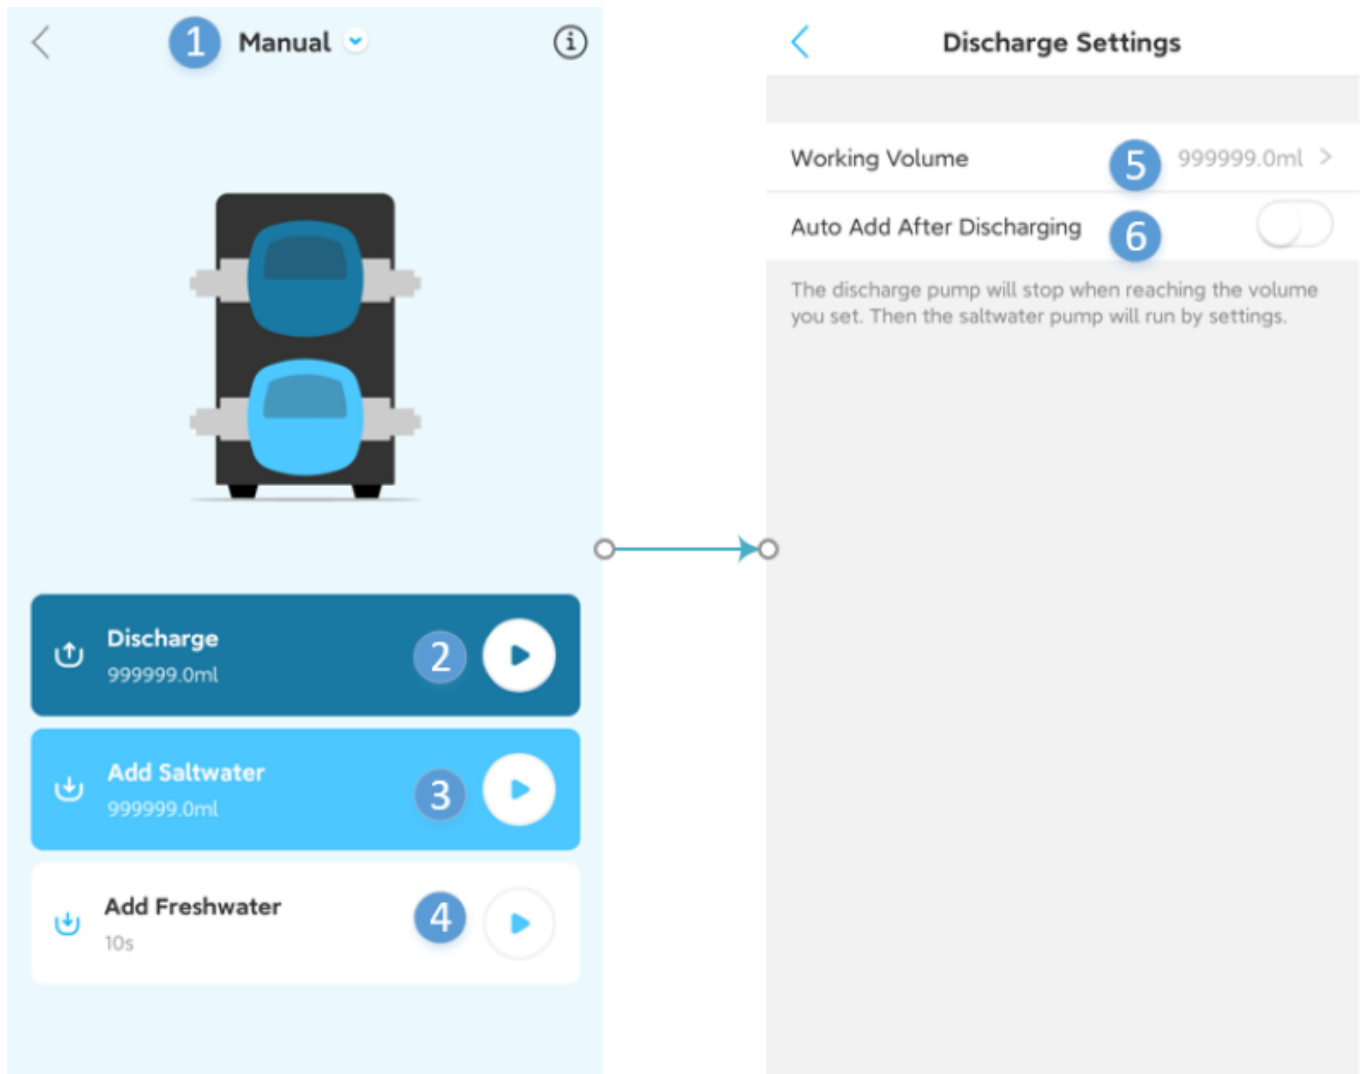 1 Manual
Discharge
999999.0ml
2
Add Saltwater
999999.0ml
3
Add Freshwater
10s
4
Discharge Settings
Working Volume 5 999999.0ml
Auto Add After Discharging 6
The discharge pump will stop when reaching the volume
you set. Then the saltwater pump will run by settings.